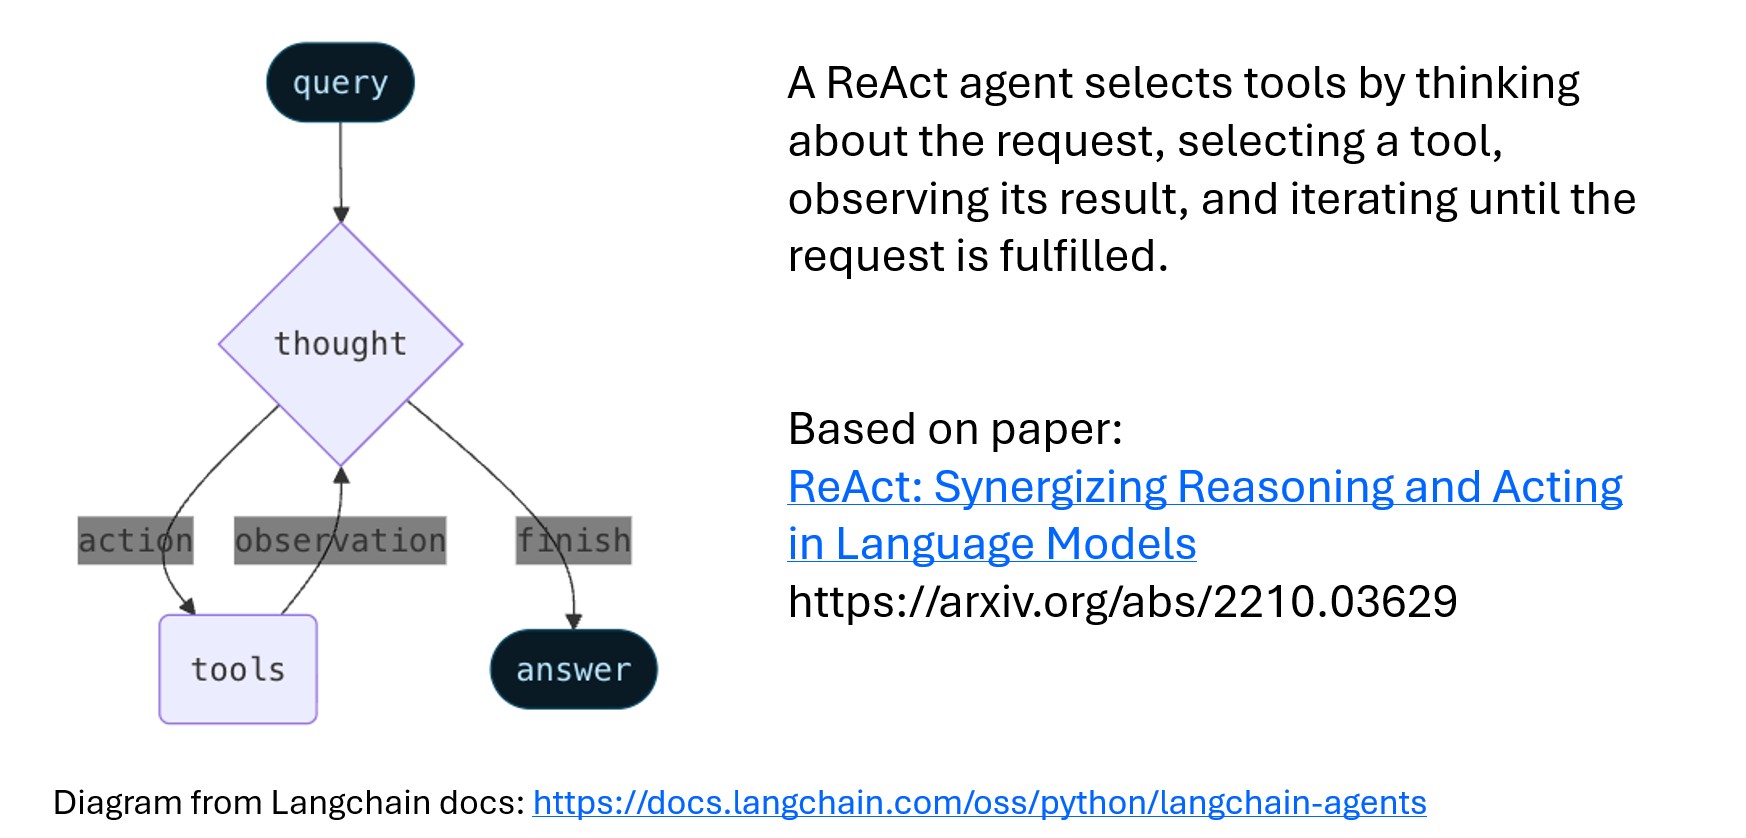 query
thought
action
observation
finish
tools
answer
A ReAct agent selects tools by thinking
about the request, selecting a tool,
observing its result, and iterating until the
request is fulfilled.
Based on paper:
ReAct: Synergizing Reasoning and Acting
in Language Models
https://arxiv.org/abs/2210.03629
Diagram from Langchain docs: https://docs.langchain.com/oss/python/langchain-agents